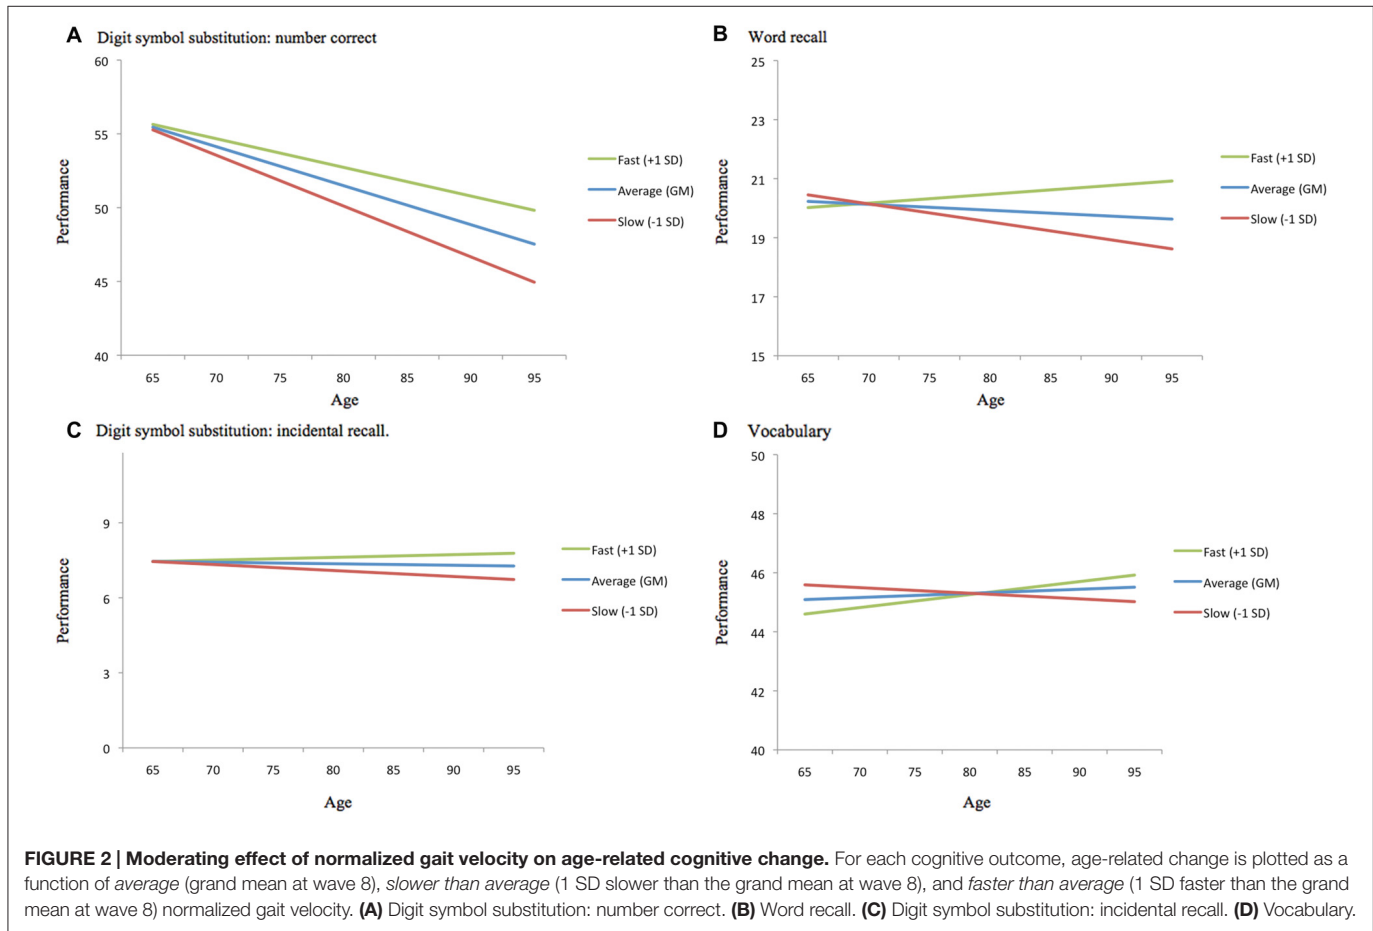 A Digit symbol substitution: number correct
60
55
50
45
40
Performance
65 70 75 80 85 90 95
Age
Fast (+1 SD)
Average (GM)
Slow (-1 SD)
B Word recall
25
23
21
19
17
15
Performance
65 70 75 80 85 90 95
Age
Fast (+1 SD)
Average (GM)
Slow (-1 SD)
C Digit symbol substitution: incidental recall.
9
6
3
0
Performance
65 70 75 80 85 90 95
Age
Fast (+1 SD)
Average (GM)
Slow (-1 SD)
D Vocabulary
50
48
46
44
42
40
Performance
65 70 75 80 85 90 95
Age
Fast (+1 SD)
Average (GM)
Slow (-1 SD)
FIGURE 2 | Moderating effect of normalized gait velocity on age-related cognitive change. For each cognitive outcome, age-related change is plotted as a
function of average (grand mean at wave 8), slower than average (1 SD slower than the grand mean at wave 8), and faster than average (1 SD faster than the grand
mean at wave 8) normalized gait velocity. (A) Digit symbol substitution: number correct. (B) Word recall. (C) Digit symbol substitution: incidental recall. (D) Vocabulary.